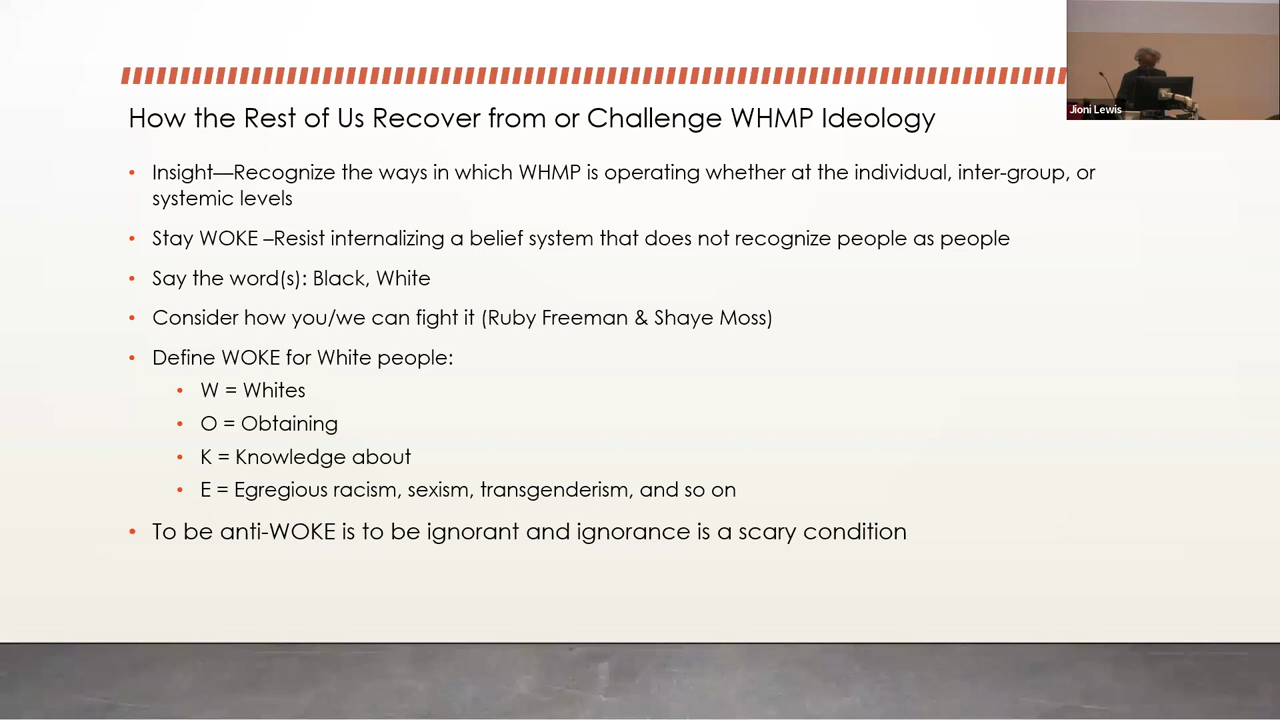 Jioni Lewis
How the Rest of Us Recover from or Challenge WHMP Ideology
• Insight—Recognize the ways in which WHMP is operating whether at the individual, inter-group, or
systemic levels
• Stay WOKE –Resist internalizing a belief system that does not recognize people as people
• Say the word(s): Black, White
• Consider how you/we can fight it (Ruby Freeman & Shaye Moss)
• Define WOKE for White people:
• W = Whites
• O = Obtaining
• K = Knowledge about
• E = Egregious racism, sexism, transgenderism, and so on
• To be anti-WOKE is to be ignorant and ignorance is a scary condition